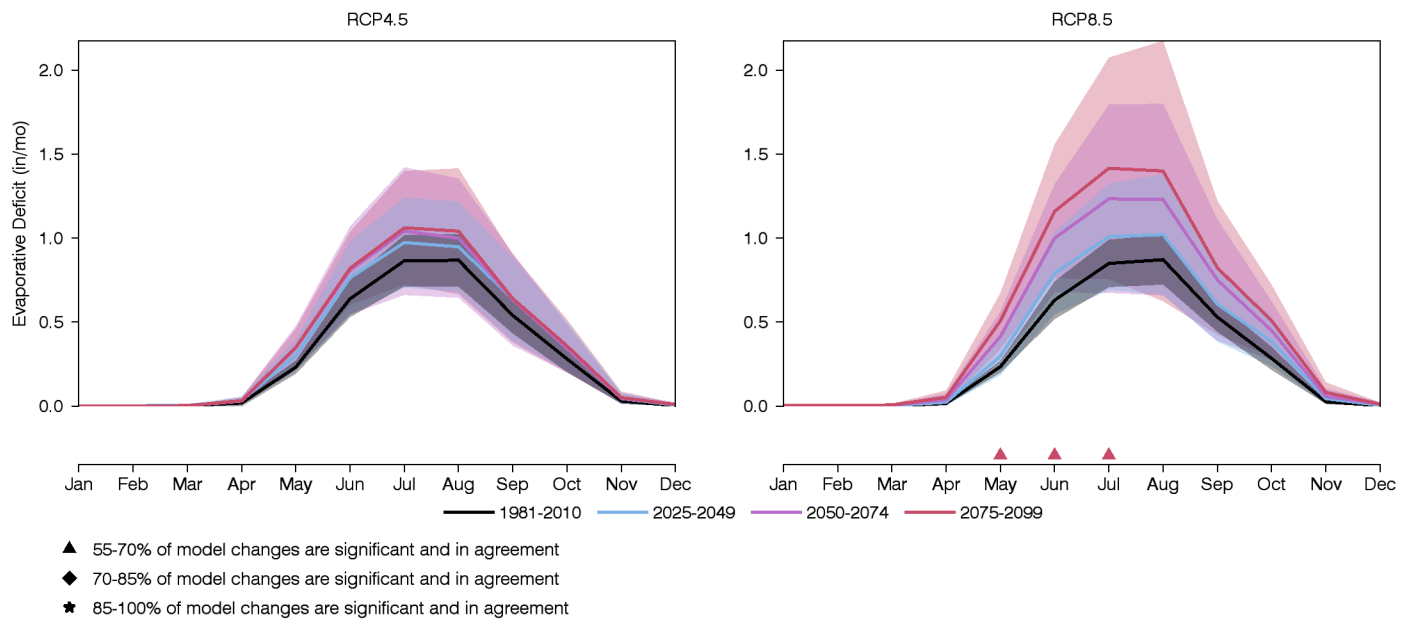 RCP4.5
RCP8.5
Evaporative Deficit (in/mo)
2.0
1.5
1.0
0.5
0.0
2.0
1.5
1.0
0.5
0.0
Jan Feb Mar Apr May Jun Jul Aug Sep Oct Nov Dec
Jan Feb Mar Apr May Jun Jul Aug Sep Oct Nov Dec
1981-2010 2025-2049 2050-2074 2075-2099
55-70% of model changes are significant and in agreement
70-85% of model changes are significant and in agreement
85-100% of model changes are significant and in agreement